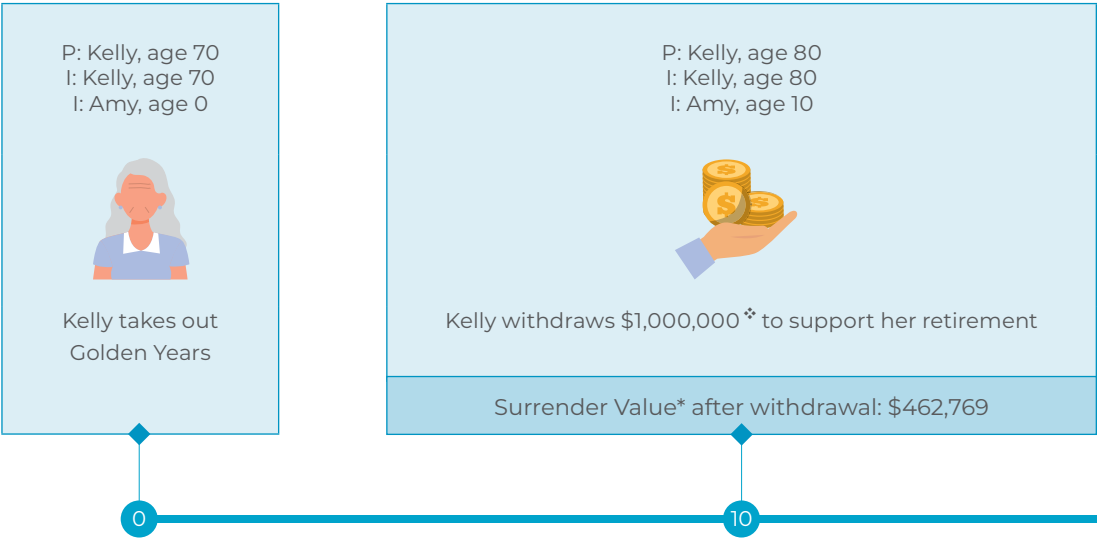 P: Kelly, age 70
I: Kelly, age 70
I: Amy, age 0
Kelly takes out
Golden Years
P: Kelly, age 80
I: Kelly, age 80
I: Amy, age 10
$
$
$
Kelly withdraws $1,000,000❖ to support her retirement
Surrender Value* after withdrawal: $462,769
0
10